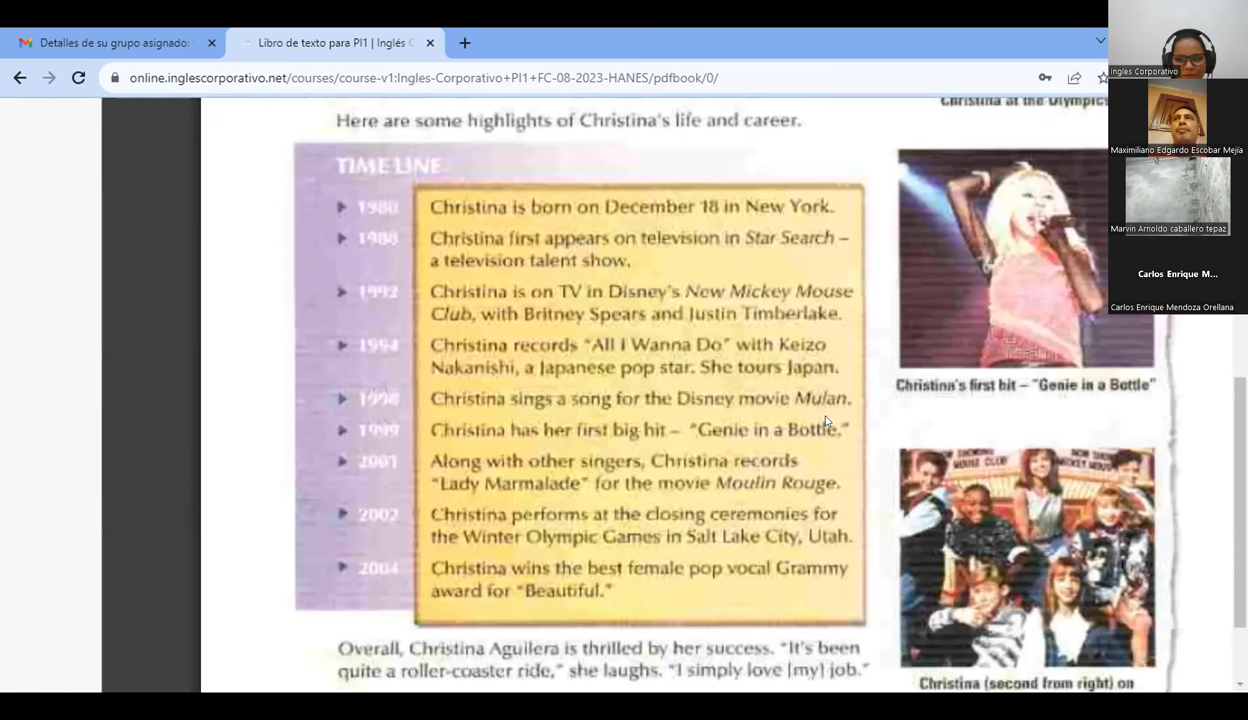 Detalles de su grupo asignado:
Libro de texto para PI1 | Inglés C
online.inglescorporativo.net/courses/course-v1:Ingles-Corporativo+PI1+FC-08-2023-HANES/pdfbook/0/
Ingles Corporativo
Maximiliano Edgardo Escobar Mejía
Marvin Arnoldo caballero tepaz
Carlos Enrique M...
Carlos Enrique Mendoza Orellana
Christina at the Olympics
Here are some highlights of Christina's life and career.
TIME LINE
1980 Christina is born on December 18 in New York.
1988 Christina first appears on television in Star Search –
a television talent show.
1992 Christina is on TV in Disney's New Mickey Mouse
Club, with Britney Spears and Justin Timberlake.
1994 Christina records "All I Wanna Do" with Keizo
Nakanishi, a Japanese pop star. She tours Japan.
1998 Christina sings a song for the Disney movie Mulan.
1999 Christina has her first big hit – "Genie in a Bottle."
2001 Along with other singers, Christina records
"Lady Marmalade" for the movie Moulin Rouge.
2002 Christina performs at the closing ceremonies for
the Winter Olympic Games in Salt Lake City, Utah.
2004 Christina wins the best female pop vocal Grammy
award for "Beautiful."
Overall, Christina Aguilera is thrilled by her success. "It's been
quite a roller-coaster ride," she laughs. "I simply love [my] job."
Christina's first hit – "Genie in a Bottle"
Christina (second from right) on